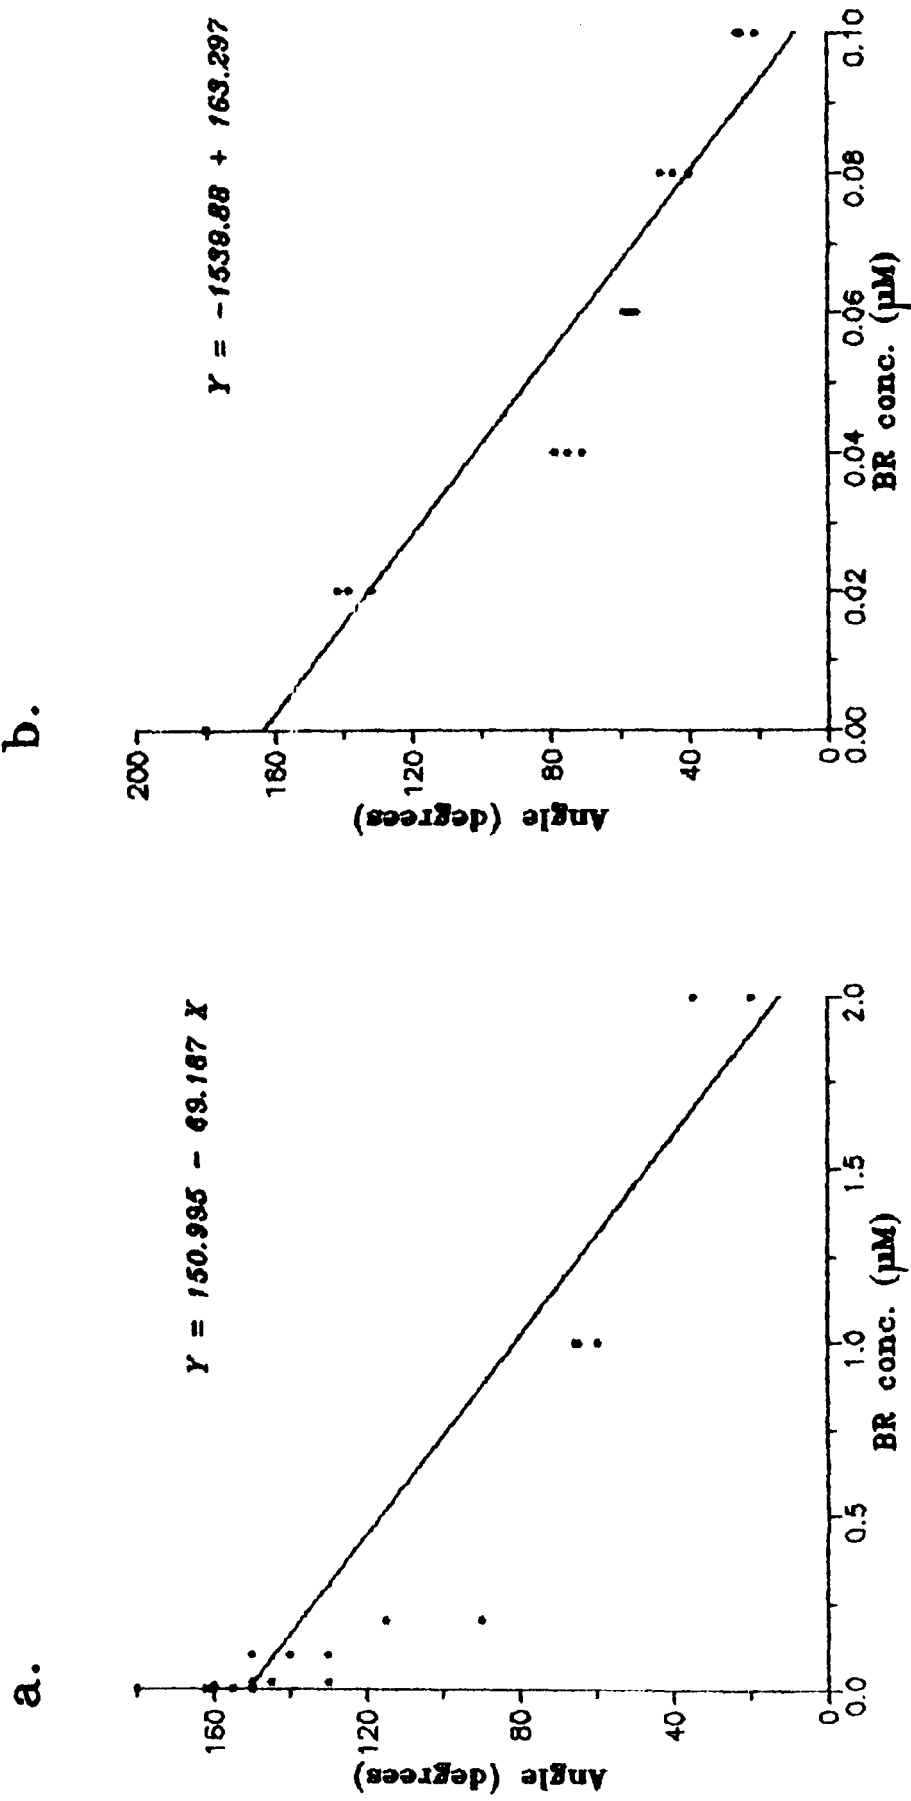 a.
Y = 150.995 - 69.167 X
Angle (degrees)
160
120
80
40
0
0.0
0.5
1.0
1.5
2.0
BR conc. (µM)
b.
Y = -1539.88 + 163.297
Angle (degrees)
200
160
120
80
40
0
0.00
0.02
0.04
0.06
0.08
0.10
BR conc. (µM)